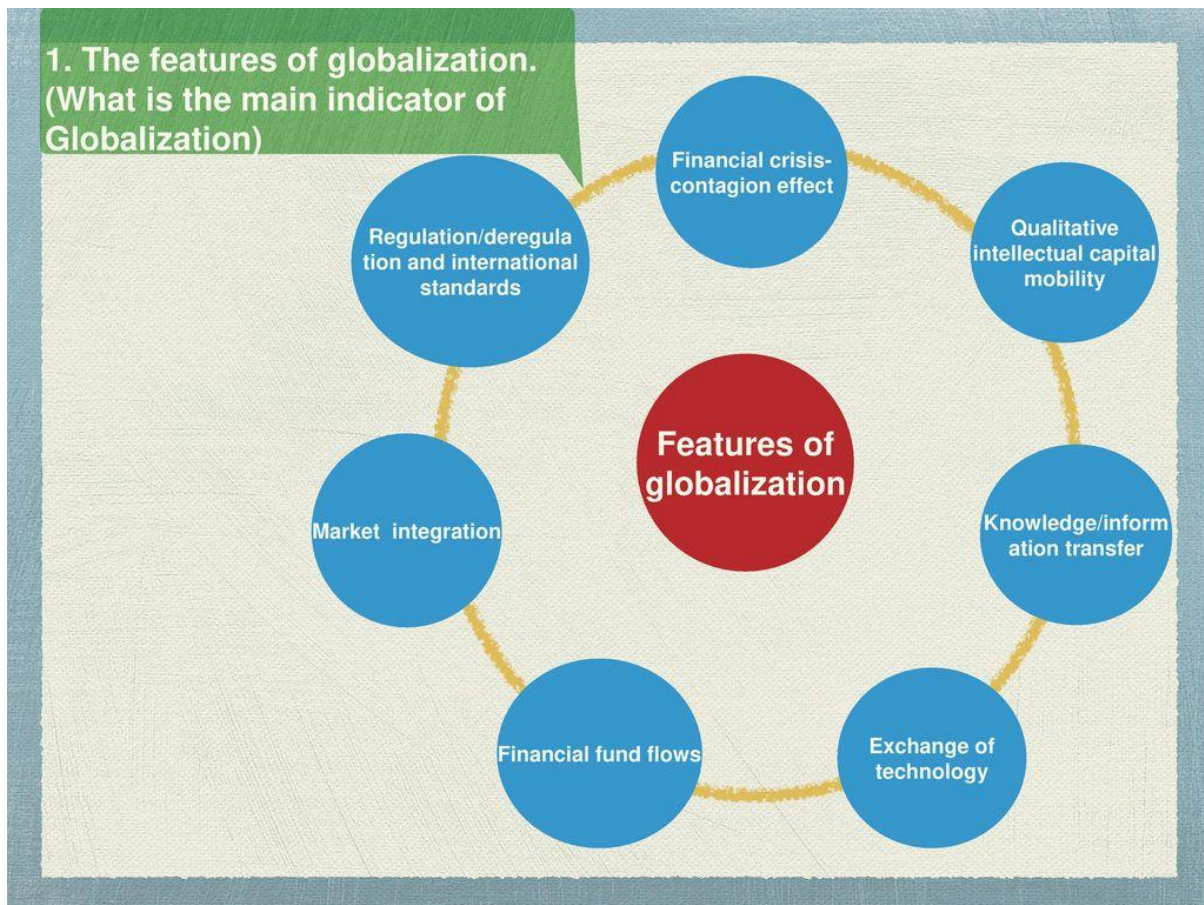 1. The features of globalization.
(What is the main indicator of
Globalization)
Financial crisis-
contagion effect
Qualitative
intellectual capital
mobility
Knowledge/inform
ation transfer
Exchange of
technology
Financial fund flows
Market  integration
Regulation/deregula
tion and international
standards
Features of
globalization